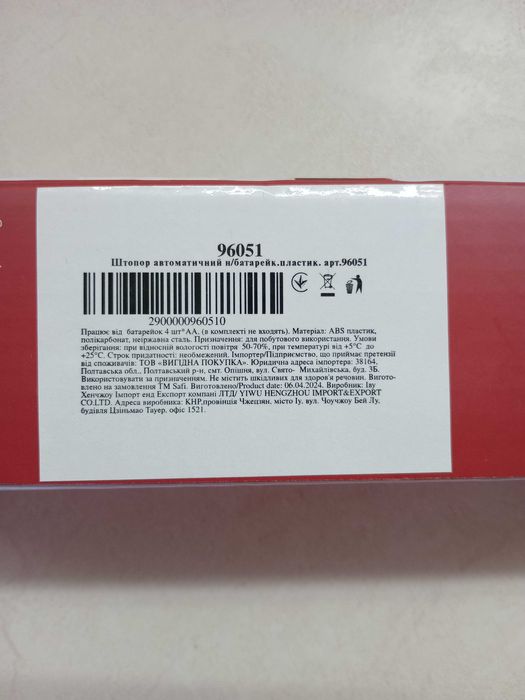 96051
Штопор автоматичний н/батарейк.пластик. арт.96051
2900000960510
Працює від батарейок 4 шт*АА. (в комплекті не входять). Матеріал: ABS пластик,
полікарбонат, неіржавна сталь. Призначення: для побутового використання. Умови
зберігання: при відносній вологості повітря 50-70%, при температурі від +5°С до
+25°С. Строк придатності: необмежений. Імпортер/Підприємство, що приймає претензії
від споживачів: ТОВ «ВИГІДНА ПОКУПКА». Юридична адреса імпортера: 38164,
Полтавська обл., Полтавський р-н, смт. Опішня, вул. Свято- Михайлівська, буд. 3Б.
Використовувати за призначенням. Не містить шкідливих для здоров'я речовин. Виготo-
влено на замовлення ТМ Safi. Виготовлено/Product date: 06.04.2024. Виробник: Іву
Хенчжоу Імпорт енд Експорт компані ЛТД/ YIWU HENGZHOU IMPORT&EXPORT
CO.LTD. Адреса виробника: КНР,провінція Чжецзян, місто Іу, вул. Чоучжоу Бей Лу,
будівля Цзіньмао Тауер, офіс 1521.